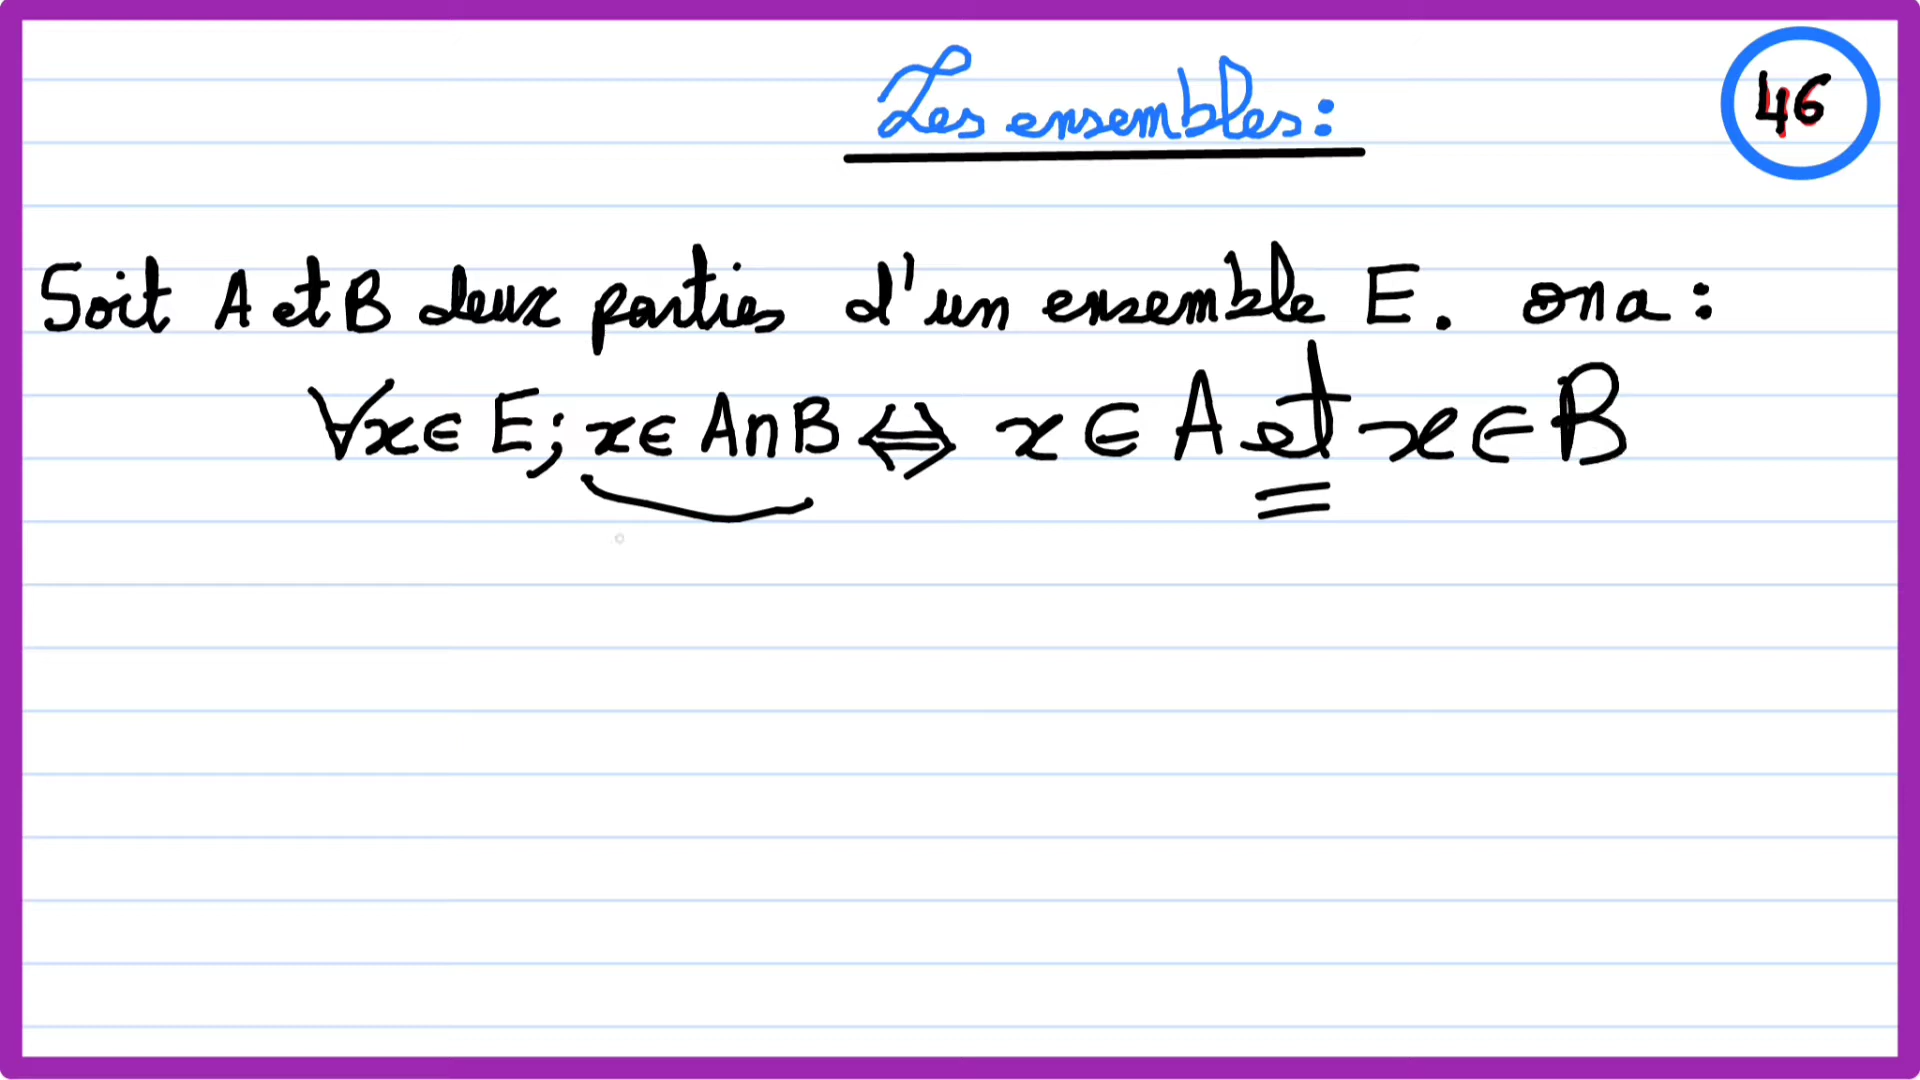 Les ensembles :
46
Soit A et B deux parties d'un ensemble E. on a :
∀x ∈ E ; x ∈ A∩B ⇔ x ∈ A et x ∈ B